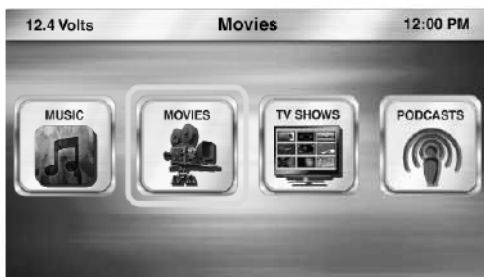 12.4 Volts Movies 12:00 PM
MUSIC MOVIES TV SHOWS PODCASTS